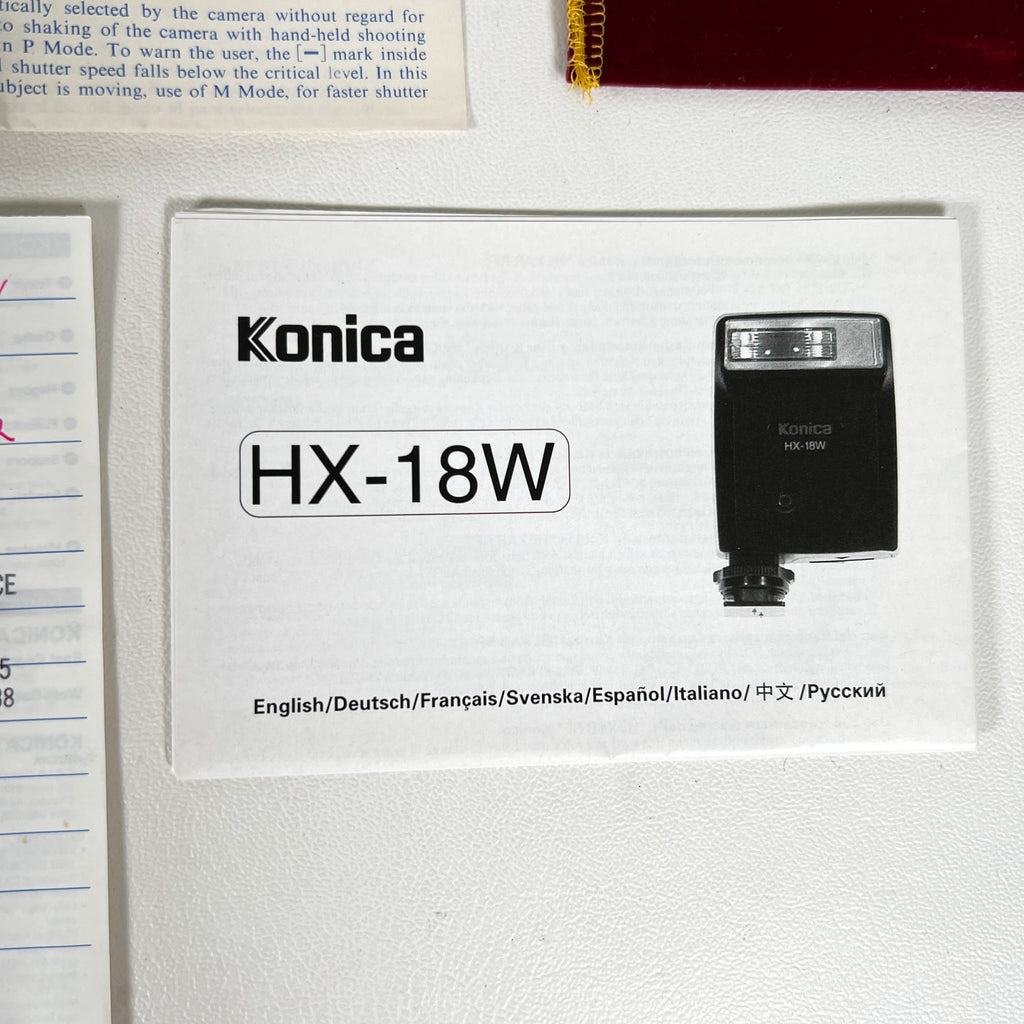 tically selected by the camera without regard for
to shaking of the camera with hand-held shooting
n P Mode. To warn the user, the [−] mark inside
shutter speed falls below the critical level. In this
ubject is moving, use of M Mode, for faster shutter
CE
5
38
Konica
HX-18W
Konica
HX-18W
English/Deutsch/Français/Svenska/Español/Italiano/ 中文 /Русский